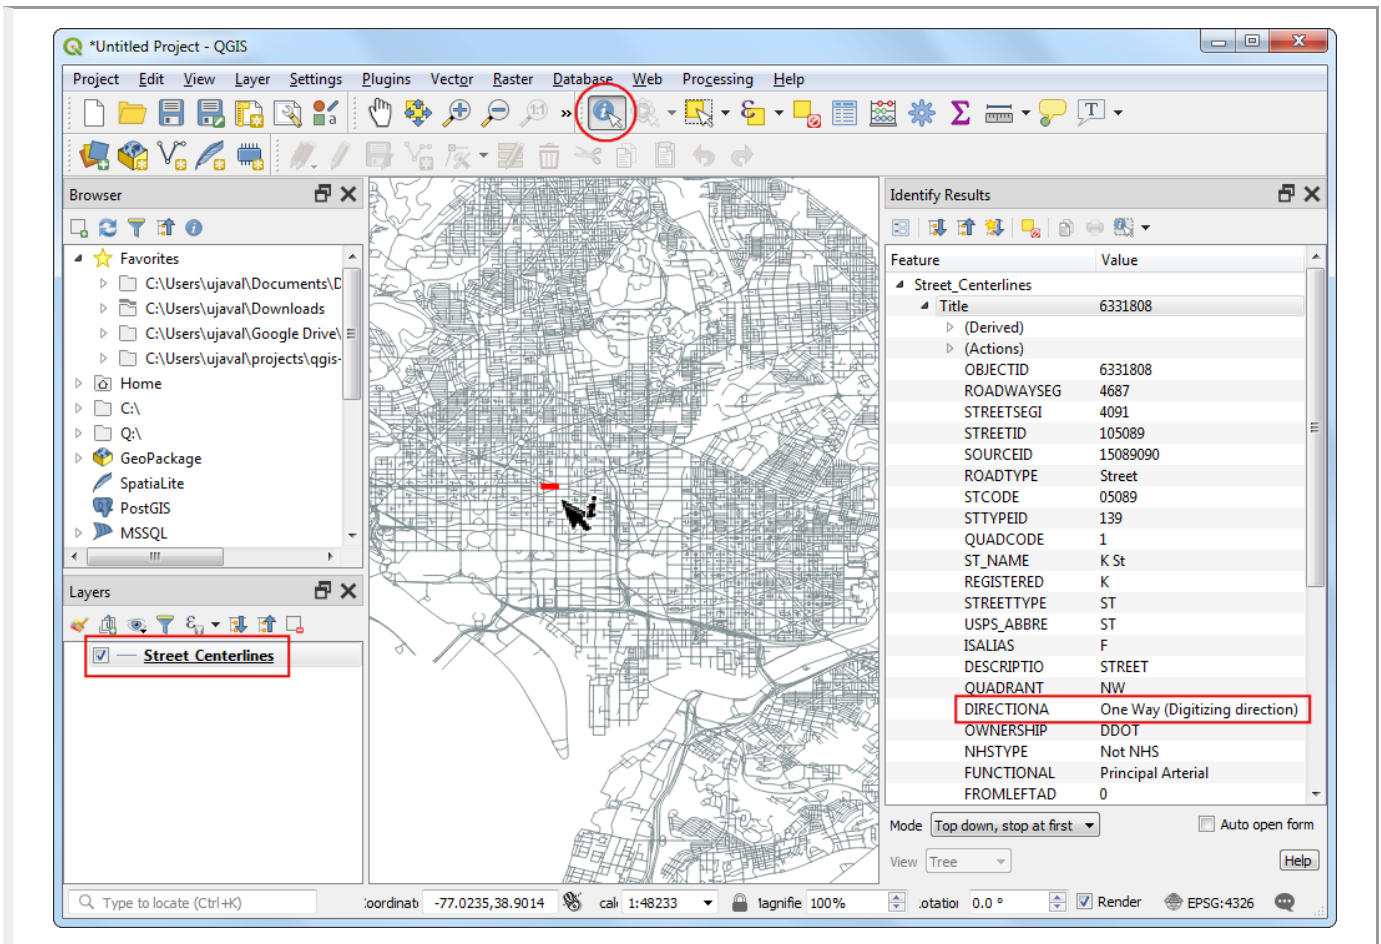 *Untitled Project - QGIS
Project Edit View Layer Settings Plugins Vector Raster Database Web Processing Help
Browser
Favorites
C:\Users\ujaval\Documents\D
C:\Users\ujaval\Downloads
C:\Users\ujaval\Google Drive\
C:\Users\ujaval\projects\qgis-
Home
C:\
Q:\
GeoPackage
SpatiaLite
PostGIS
MSSQL
Layers
Street Centerlines
Identify Results
Feature Value
Street_Centerlines
Title 6331808
(Derived)
(Actions)
OBJECTID 6331808
ROADWAYSEG 4687
STREETSEGI 4091
STREETID 105089
SOURCEID 15089090
ROADTYPE Street
STCODE 05089
STTYPEID 139
QUADCODE 1
ST_NAME K St
REGISTERED K
STREETTYPE ST
USPS_ABBRE ST
ISALIAS F
DESCRIPTIO STREET
QUADRANT NW
DIRECTIONA One Way (Digitizing direction)
OWNERSHIP DDOT
NHSTYPE Not NHS
FUNCTIONAL Principal Arterial
FROMLEFTAD 0
Mode Top down, stop at first Auto open form
View Tree Help
Type to locate (Ctrl+K) oordinat -77.0235,38.9014 cal 1:48233 agnifie 100% otatio 0.0 ° Render EPSG:4326